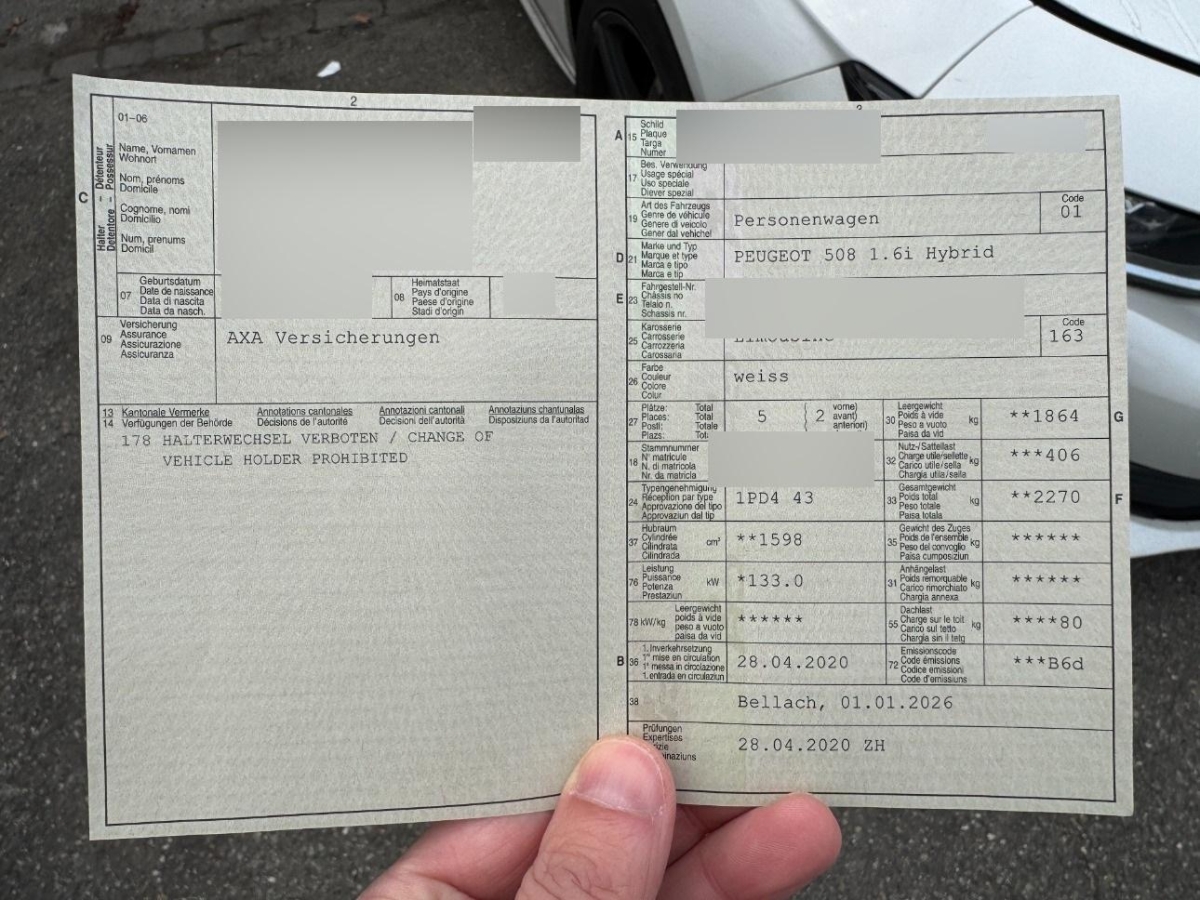 2
01-06
C
Halter – Détenteur
Detentore – Possessur
Name, Vornamen
Wohnort
Nom, prénoms
Domicile
Cognome, nomi
Domicilio
Num, prenums
Domicil
07
Geburtsdatum
Date de naissance
Data di nascita
Data da nasch.
08
Heimatstaat
Pays d'origine
Paese d'origine
Stadi d'origin
09
Versicherung
Assurance
Assicurazione
Assicuranza
AXA Versicherungen
13 Kantonale Vermerke Annotations cantonales Annotazioni cantonali Annotaziuns chantunalas
14 Verfügungen der Behörde Décisions de l'autorité Decisioni dell'autorità Disposiziuns da l'autoritad
178 HALTERWECHSEL VERBOTEN / CHANGE OF
VEHICLE HOLDER PROHIBITED
A 15
Schild
Plaque
Targa
Numer
17
Bes. Verwendung
Usage spécial
Uso speciale
Diever spezial
19
Art des Fahrzeugs
Genre de véhicule
Genere di veicolo
Gener dal vehichel
Personenwagen
Code
01
D 21
Marke und Typ
Marque et type
Marca e tipo
Marca e tip
PEUGEOT 508 1.6i Hybrid
E 23
Fahrgestell-Nr.
Châssis no
Telaio n.
Schassis nr.
25
Karosserie
Carrosserie
Carrozzeria
Carossaria
Code
163
26
Farbe
Couleur
Colore
Colur
weiss
27
Plätze: Total
Places: Total
Posti: Totale
Plazs: Tot
5 { 2
vorne)
avant)
anteriori)
30
Leergewicht
Poids à vide
Peso a vuoto
Paisa da vid
kg
**1864
G
18
Stammnummer
N° matricule
N. di matricola
Nr. da matricla
32
Nutz-/Sattellast
Charge utile/sellette
Carico utile/sella
Chargia utila/sella
kg
***406
24
Typengenehmigung
Réception par type
Approvazione del tipo
Approvaziun dal tip
1PD4 43
33
Gesamtgewicht
Poids total
Peso totale
Paisa totala
kg
**2270
F
37
Hubraum
Cylindrée
Cilindrata
Cilindrada
cm³
**1598
35
Gewicht des Zuges
Poids de l'ensemble
Peso del convoglio
Paisa cumposiziun
kg
******
76
Leistung
Puissance
Potenza
Prestaziun
kW
*133.0
31
Anhängelast
Poids remorquable
Carico rimorchiato
Chargia annexa
kg
******
78 kW/kg
Leergewicht
poids à vide
peso a vuoto
paisa da vid
******
55
Dachlast
Charge sur le toit
Carico sul tetto
Chargia sin il tetg
kg
****80
B 36
1. Inverkehrsetzung
1re mise en circulation
1a messa in circolazione
1. entrada en circulaziun
28.04.2020
72
Emissionscode
Code émissions
Codice emissioni
Code d'emissiuns
***B6d
38
Bellach, 01.01.2026
Prüfungen
Expertises
28.04.2020 ZH